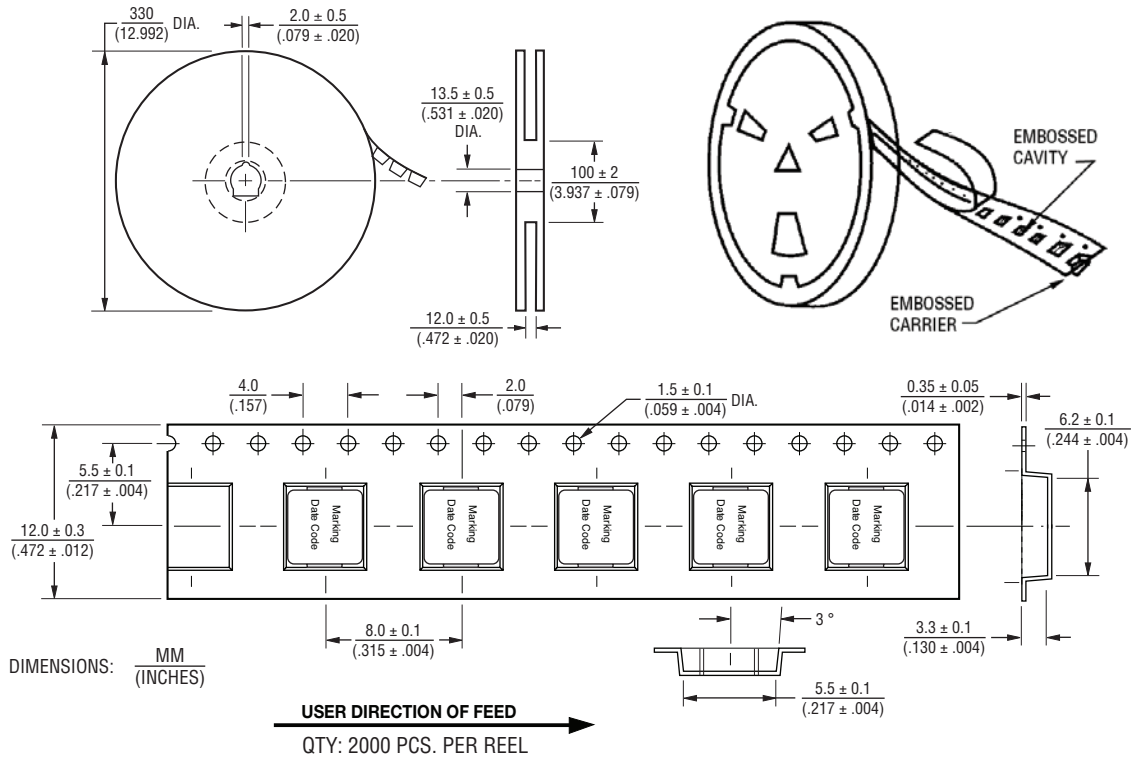 330
(12.992)
DIA.
2.0 ± 0.5
(.079 ± .020)
13.5 ± 0.5
(.531 ± .020)
DIA.
100 ± 2
(3.937 ± .079)
12.0 ± 0.5
(.472 ± .020)
EMBOSSED
CAVITY
EMBOSSED
CARRIER
4.0
(.157)
2.0
(.079)
1.5 ± 0.1
(.059 ± .004)
DIA.
0.35 ± 0.05
(.014 ± .002)
6.2 ± 0.1
(.244 ± .004)
5.5 ± 0.1
(.217 ± .004)
12.0 ± 0.3
(.472 ± .012)
Marking
Date Code
Marking
Date Code
Marking
Date Code
Marking
Date Code
Marking
Date Code
8.0 ± 0.1
(.315 ± .004)
3 °
3.3 ± 0.1
(.130 ± .004)
5.5 ± 0.1
(.217 ± .004)
DIMENSIONS:
MM
(INCHES)
USER DIRECTION OF FEED
QTY: 2000 PCS. PER REEL